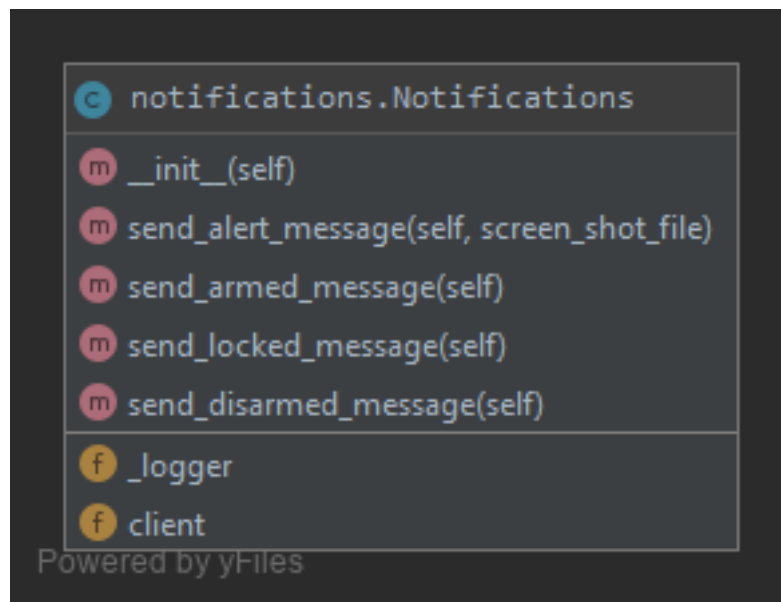 c notifications.Notifications
m __init__(self)
m send_alert_message(self, screen_shot_file)
m send_armed_message(self)
m send_locked_message(self)
m send_disarmed_message(self)
f _logger
f client
Powered by yFiles